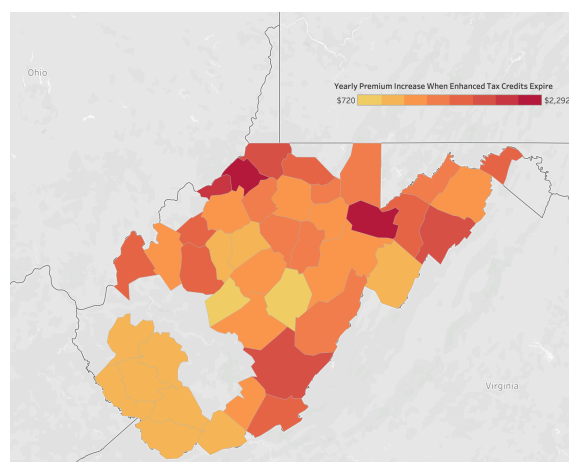 Ohio
Yearly Premium Increase When Enhanced Tax Credits Expire
$720 $2,292
Virginia